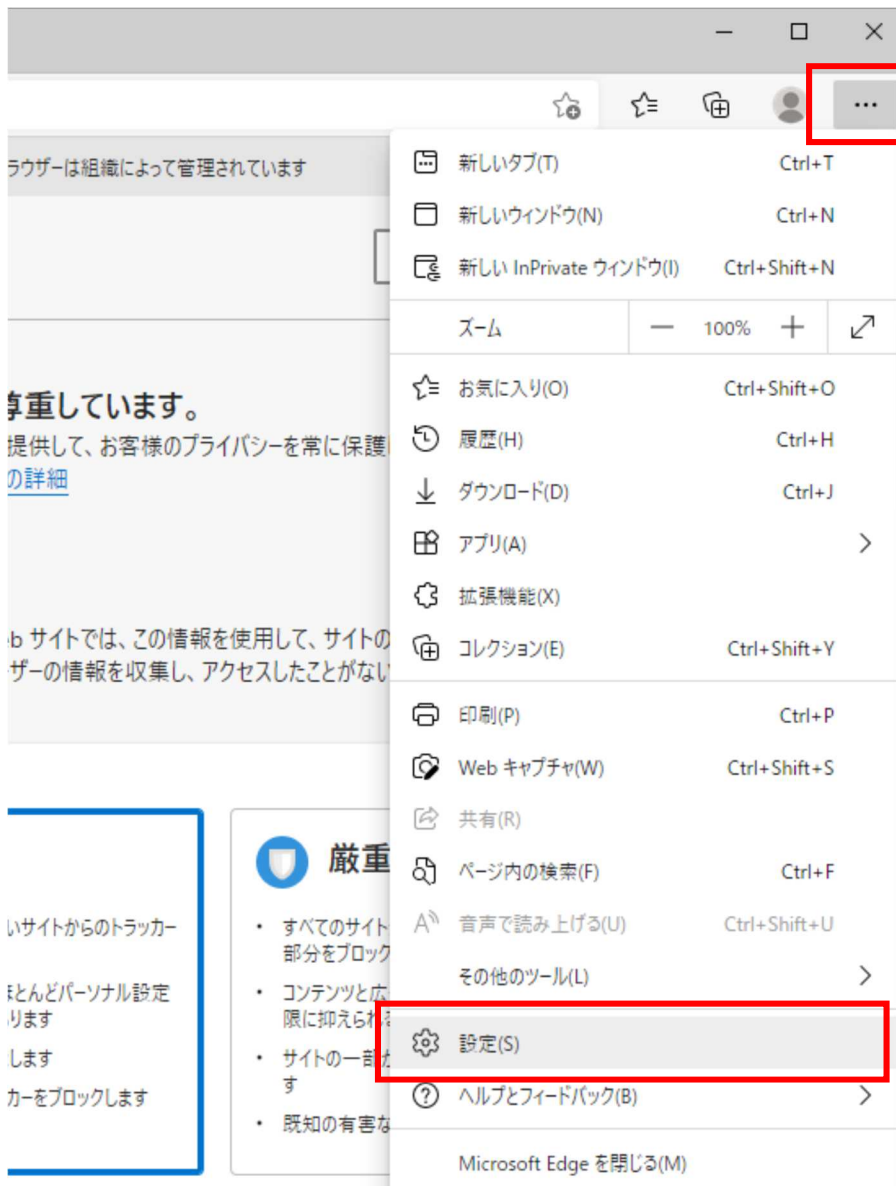 ラウザーは組織によって管理されています
新しいタブ(T) Ctrl+T
新しいウィンドウ(N) Ctrl+N
新しい InPrivate ウィンドウ(I) Ctrl+Shift+N
ズーム 100%
お気に入り(O) Ctrl+Shift+O
履歴(H) Ctrl+H
ダウンロード(D) Ctrl+J
アプリ(A)
拡張機能(X)
コレクション(E) Ctrl+Shift+Y
印刷(P) Ctrl+P
Web キャプチャ(W) Ctrl+Shift+S
共有(R)
ページ内の検索(F) Ctrl+F
音声で読み上げる(U) Ctrl+Shift+U
その他のツール(L)
設定(S)
ヘルプとフィードバック(B)
Microsoft Edge を閉じる(M)
尊重しています。
提供して、お客様のプライバシーを常に保護
の詳細
eb サイトでは、この情報を使用して、サイトの
ーザーの情報を収集し、アクセスしたことがない
いサイトからのトラッカー
ほとんどパーソナル設定
ります
します
カーをブロックします
厳重
• すべてのサイト
部分をブロック
• コンテンツと広
限に抑えられ
• サイトの一部が
す
• 既知の有害な